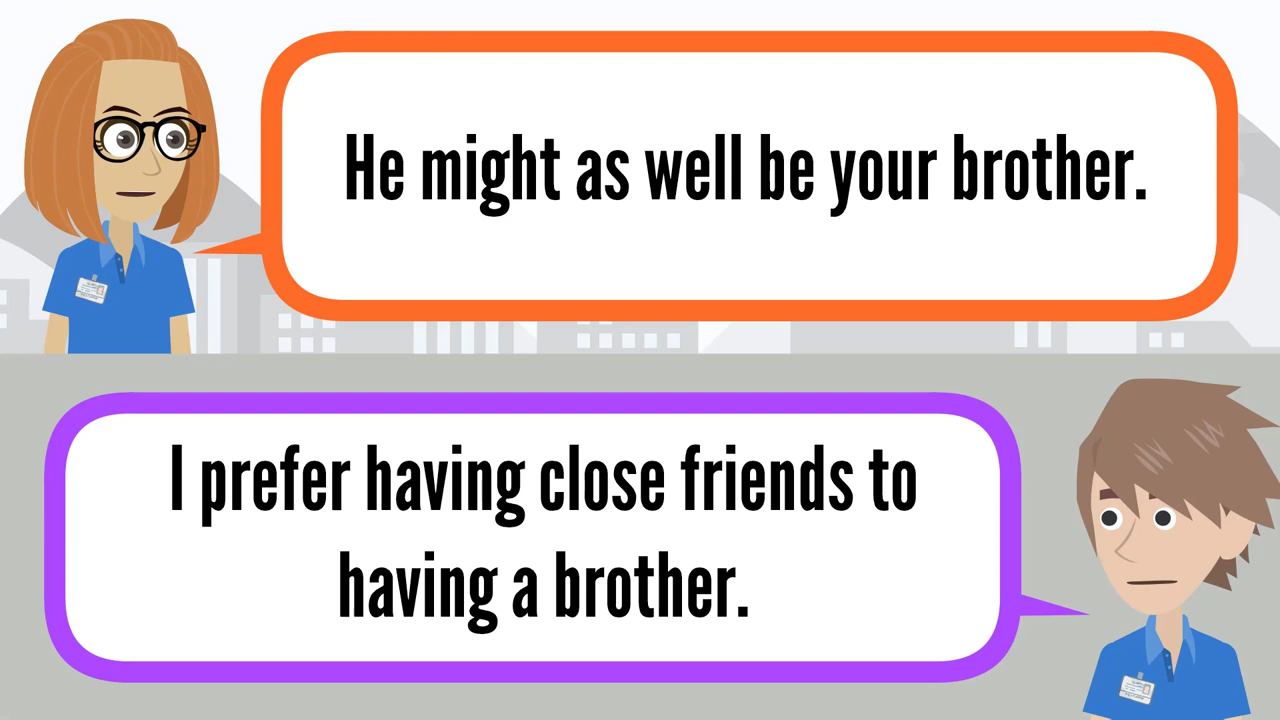 He might as well be your brother.
I prefer having close friends to
having a brother.